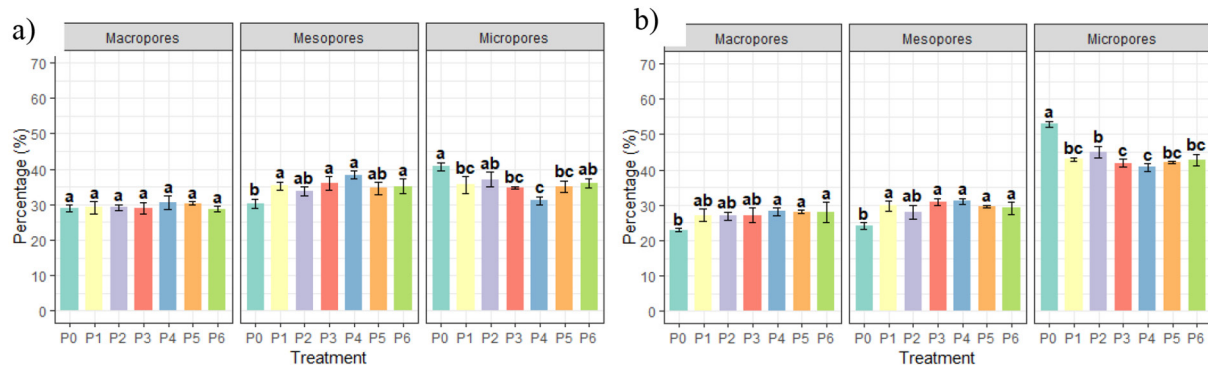 a)
Macropores Mesopores Micropores
Percentage (%)
70
60
50
40
30
20
10
0
a a a a a a a
b a ab a a a a
a bc ab bc c bc ab
P0 P1 P2 P3 P4 P5 P6 P0 P1 P2 P3 P4 P5 P6 P0 P1 P2 P3 P4 P5 P6
Treatment
b)
Macropores Mesopores Micropores
Percentage (%)
70
60
50
40
30
20
10
0
b ab ab ab a a a
b a ab a a a a
a bc b c c bc bc
P0 P1 P2 P3 P4 P5 P6 P0 P1 P2 P3 P4 P5 P6 P0 P1 P2 P3 P4 P5 P6
Treatment